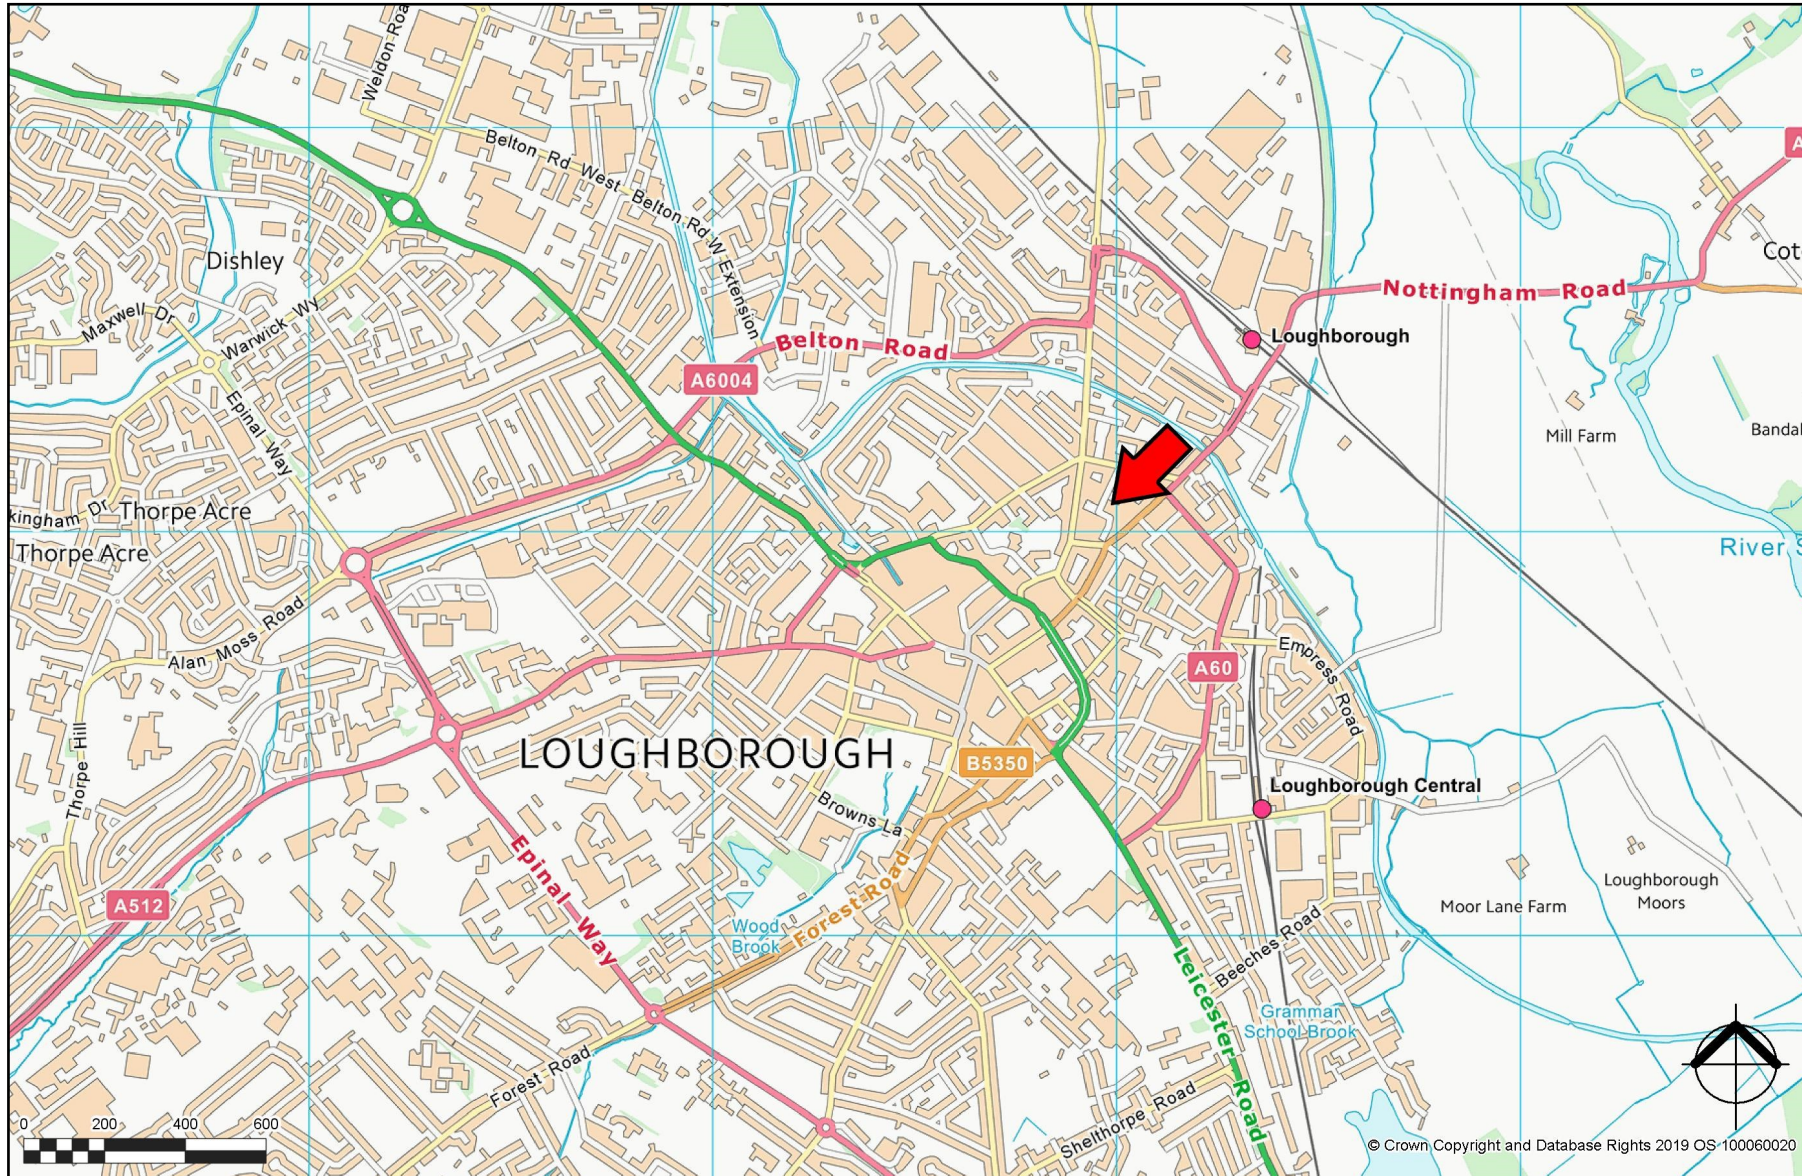 Weldon Roa
Belton Rd West
Belton Rd W Extension
Dishley
Maxwell Dr
Warwick Wy
Epinal Way
Belton Road
A6004
Nottingham Road
A
Cot
Loughborough
Mill Farm
Bandal
kingham Dr
Thorpe Acre
Thorpe Acre
River S
Alan Moss Road
Empress Road
A60
Thorpe Hill
LOUGHBOROUGH
B5350
Loughborough Central
Browns La
Epinal Way
A512
Forest Road
Wood
Brook
Moor Lane Farm
Loughborough
Moors
Leicester Road
Beeches Road
Grammar
School Brook
Forest Road
Shelthorpe Road
0 200 400 600
© Crown Copyright and Database Rights 2019 OS 100060020